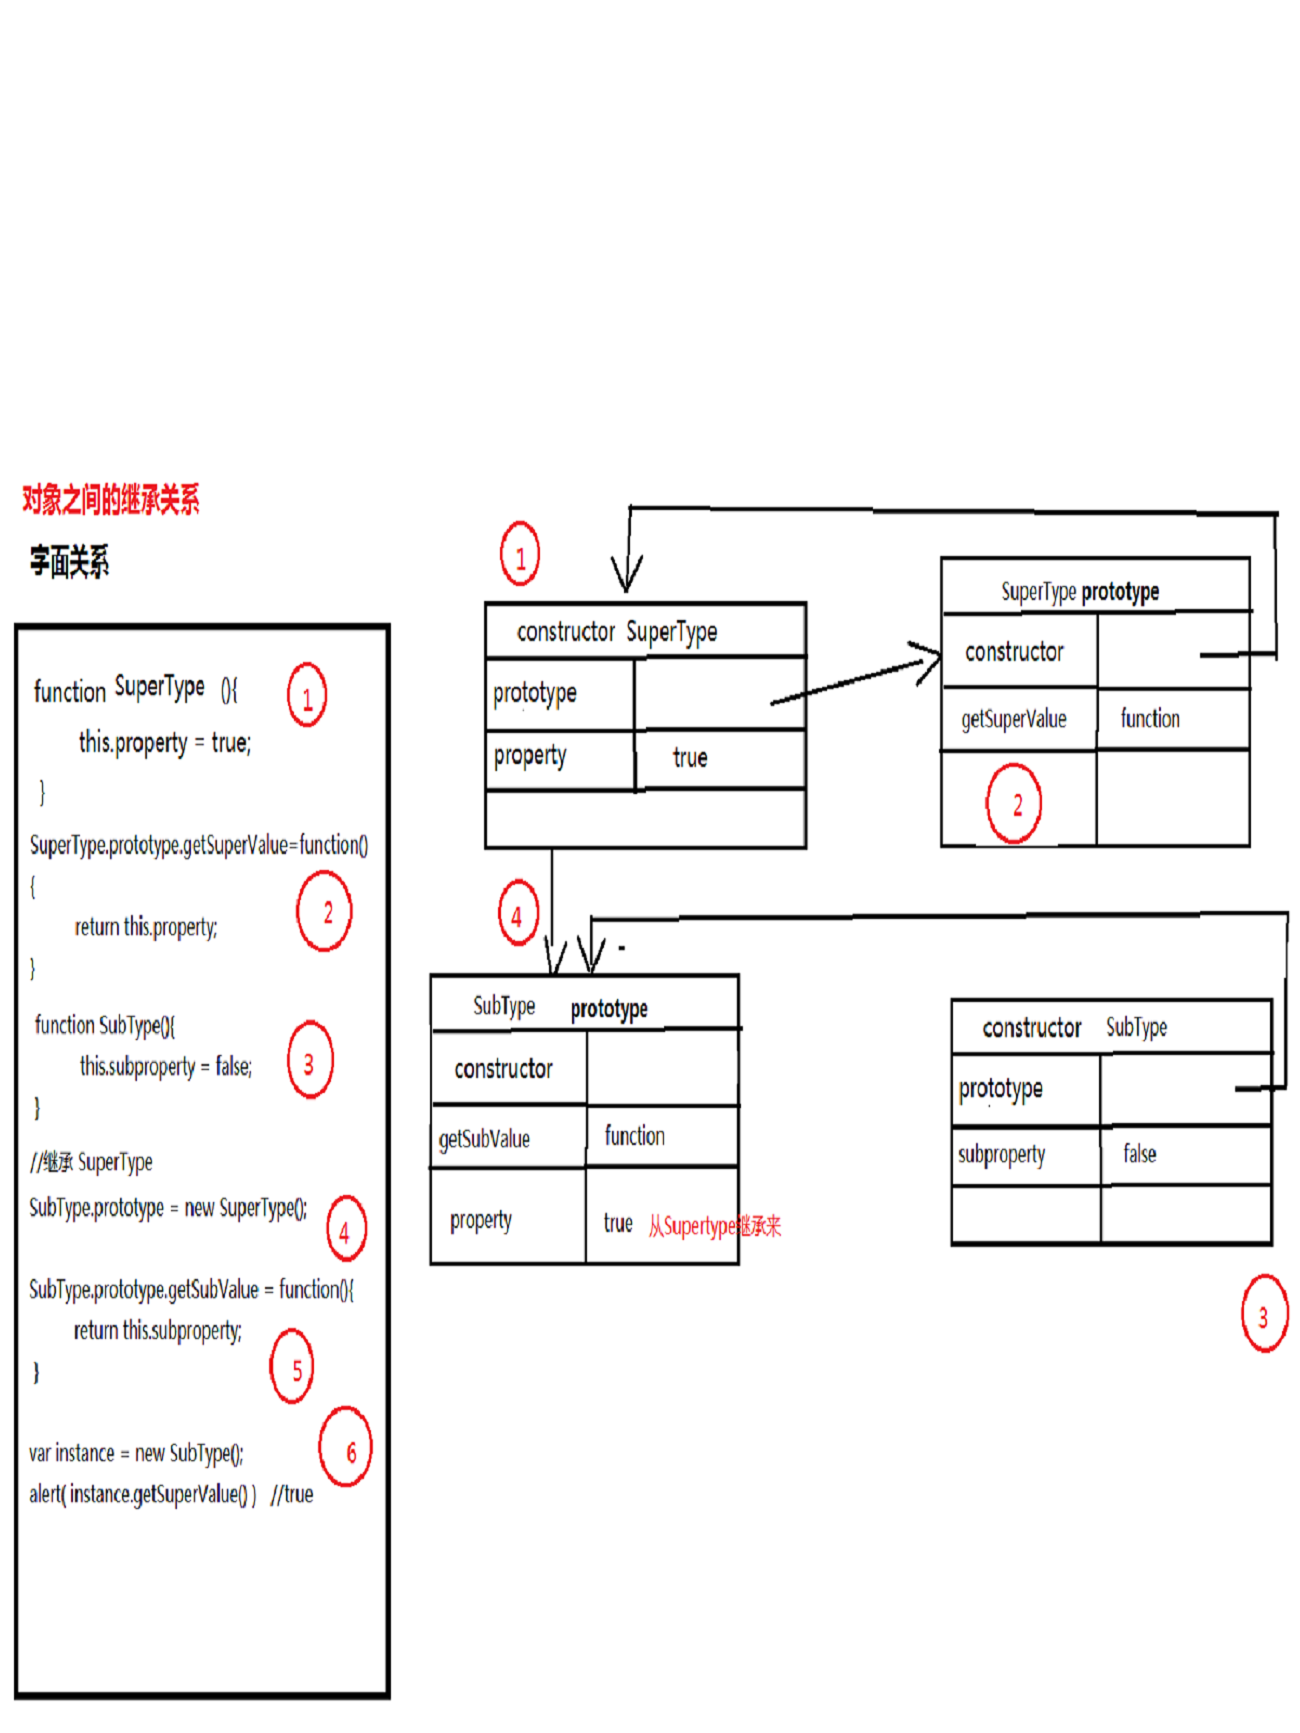 对象之间的继承关系
字面关系
function SuperType (){
1
this.property = true;
}
SuperType.prototype.getSuperValue=function()
{
2
return this.property;
}
function SubType(){
this.subproperty = false;
3
}
//继承 SuperType
SubType.prototype = new SuperType();
4
SubType.prototype.getSubValue = function(){
return this.subproperty;
5
}
6
var instance = new SubType();
alert( instance.getSuperValue() ) //true
1
constructor SuperType
prototype
property true
SuperType prototype
constructor
getSuperValue function
2
4
SubType prototype
constructor
getSubValue function
property true 从Supertype继承来
constructor SubType
prototype
subproperty false
3